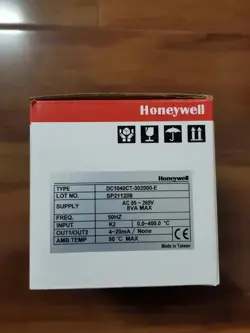 Honeywell
Honeywell
TYPE DC1040CT-302000-E
LOT NO. SP211208
SUPPLY AC 85 ~ 265V
8VA MAX
FREQ. 50HZ
INPUT K2 0.0~400.0 °C
OUT1/OUT2 4~20mA / None
AMB.TEMP 50 °C MAX
Made in Taiwan